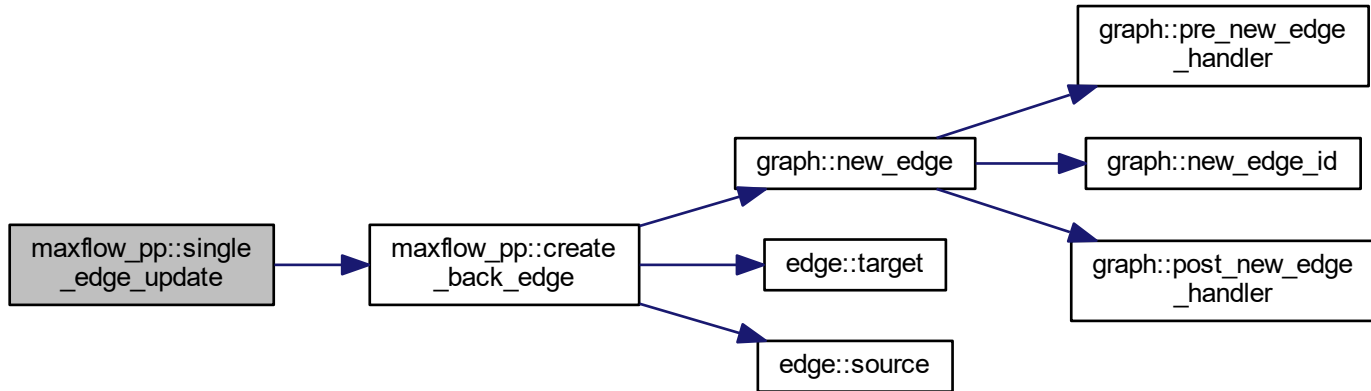 maxflow_pp::single
_edge_update
maxflow_pp::create
_back_edge
graph::new_edge
edge::target
edge::source
graph::pre_new_edge
_handler
graph::new_edge_id
graph::post_new_edge
_handler